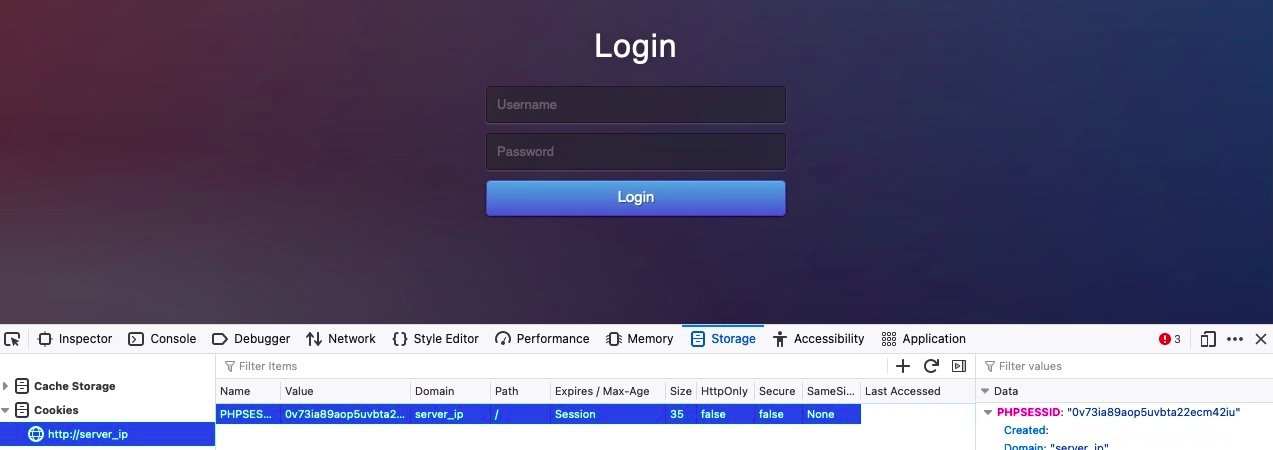 Login
Username
Password
Login
Inspector Console Debugger Network Style Editor Performance Memory Storage Accessibility Application 3
Filter Items
Filter values
Cache Storage
Cookies
http://server_ip
Name Value Domain Path Expires / Max-Age Size HttpOnly Secure SameSi... Last Accessed
PHPSES... 0v73ia89aop5uvbta2... server_ip / Session 35 false false None
Data
PHPSESSID: "0v73ia89aop5uvbta22ecm42iu"
Created:
Domain: "server_ip"